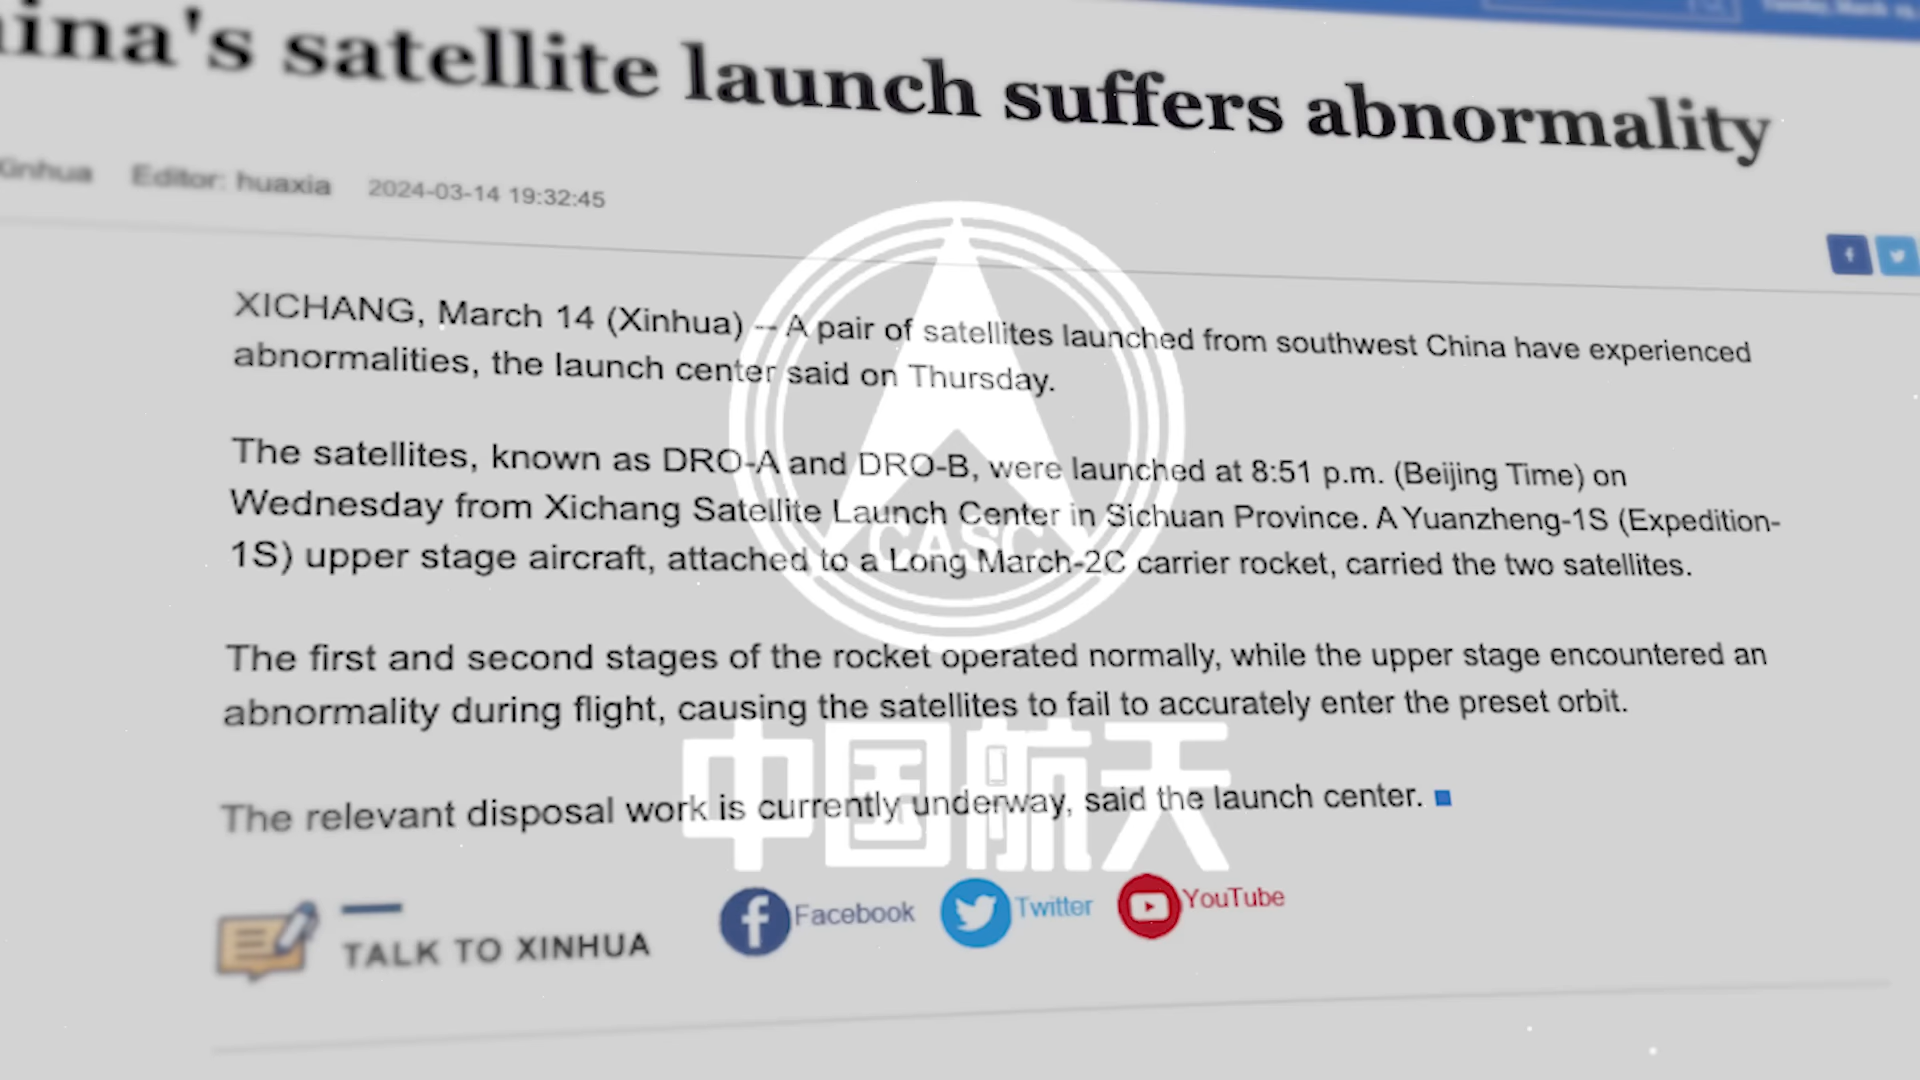 ina's satellite launch suffers abnormality
Xinhua Editor: huaxia 2024-03-14 19:32:45
XICHANG, March 14 (Xinhua) -- A pair of satellites launched from southwest China have experienced
abnormalities, the launch center said on Thursday.
The satellites, known as DRO-A and DRO-B, were launched at 8:51 p.m. (Beijing Time) on
Wednesday from Xichang Satellite Launch Center in Sichuan Province. A Yuanzheng-1S (Expedition-
1S) upper stage aircraft, attached to a Long March-2C carrier rocket, carried the two satellites.
CASC
The first and second stages of the rocket operated normally, while the upper stage encountered an
abnormality during flight, causing the satellites to fail to accurately enter the preset orbit.
中国航天
The relevant disposal work is currently underway, said the launch center.
TALK TO XINHUA
Facebook
Twitter
YouTube